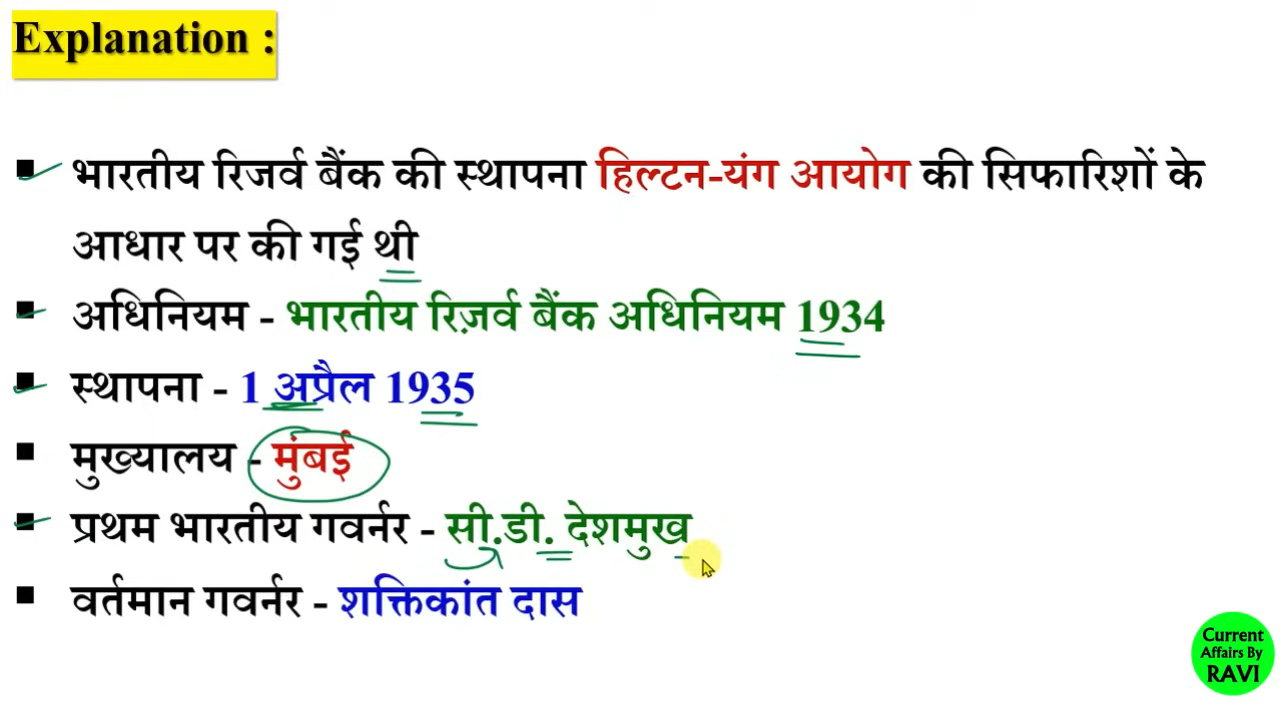 Explanation :
भारतीय रिजर्व बैंक की स्थापना हिल्टन-यंग आयोग की सिफारिशों के
आधार पर की गई थी
अधिनियम - भारतीय रिज़र्व बैंक अधिनियम 1934
स्थापना - 1 अप्रैल 1935
मुख्यालय - मुंबई
प्रथम भारतीय गवर्नर - सी.डी. देशमुख
वर्तमान गवर्नर - शक्तिकांत दास
Current
Affairs By
RAVI